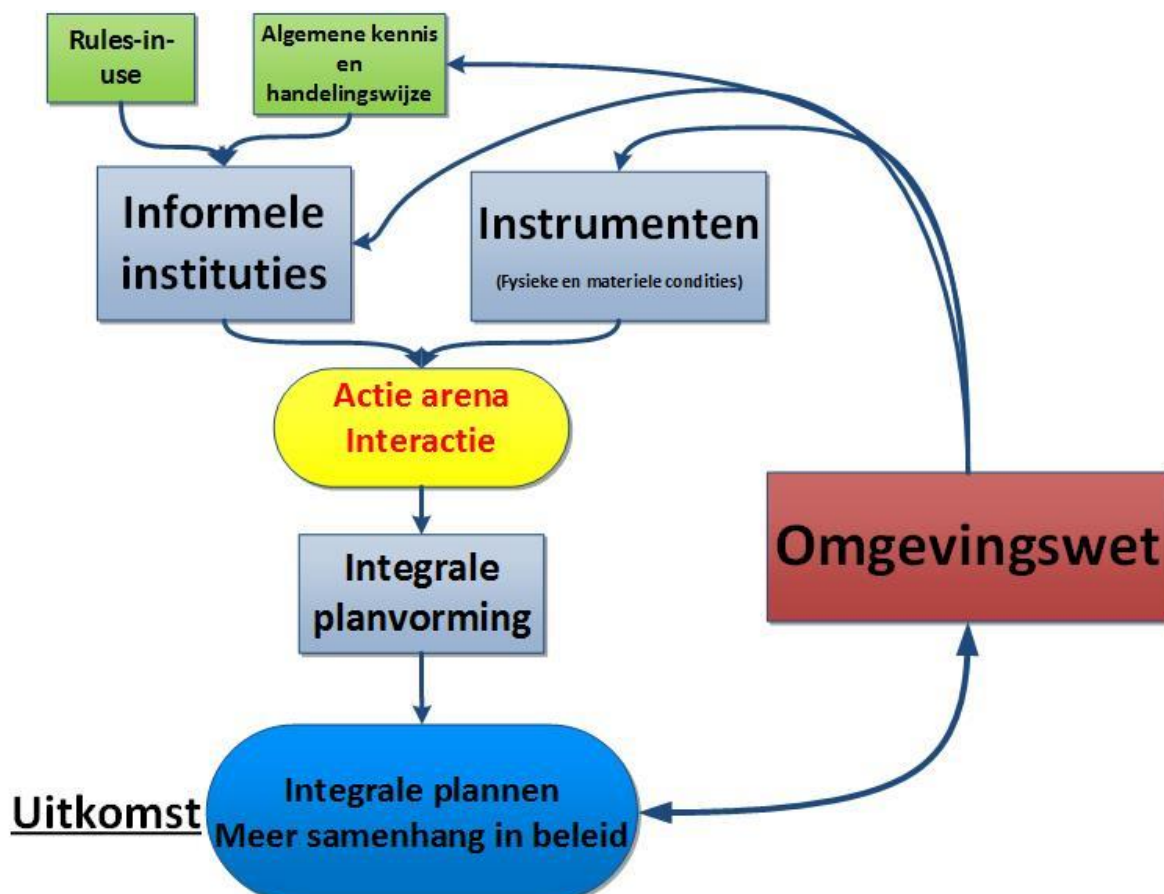 Rules-in-
use
Algemene kennis
en
handelingswijze
Informele
instituties
Instrumenten
(Fysieke en materiele condities)
Actie arena
Interactie
Integrale
planvorming
Omgevingswet
Uitkomst
Integrale plannen
Meer samenhang in beleid